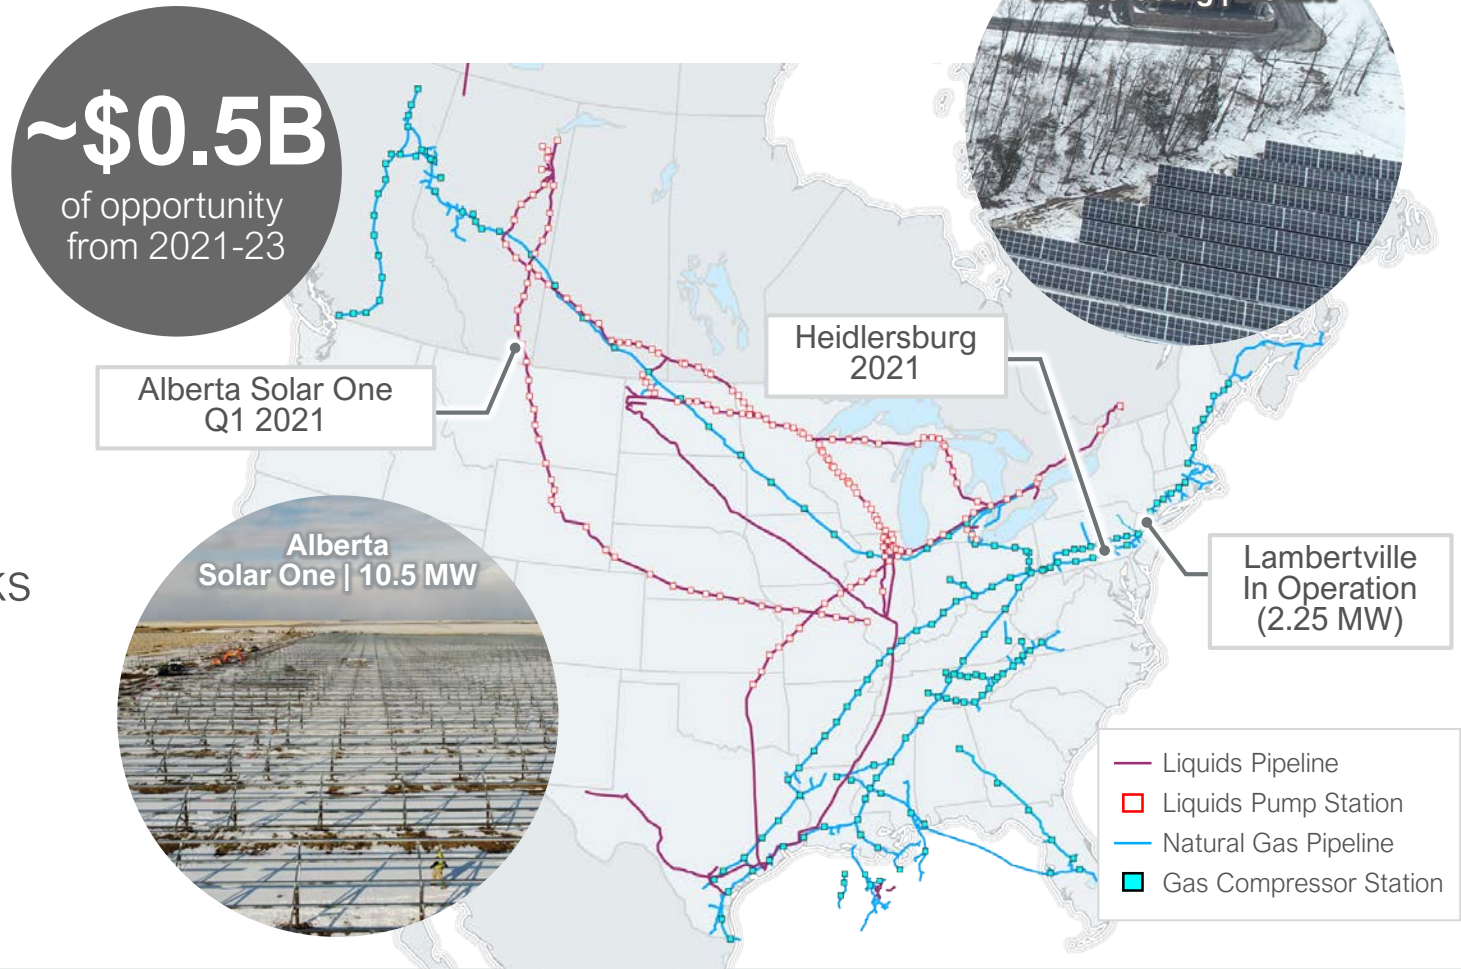 ~$0.5B
of opportunity
from 2021-23
Heidlersburg
2021
Alberta Solar One
Q1 2021
Alberta
Solar One | 10.5 MW
Lambertville
In Operation
(2.25 MW)
Liquids Pipeline
Liquids Pump Station
Natural Gas Pipeline
Gas Compressor Station